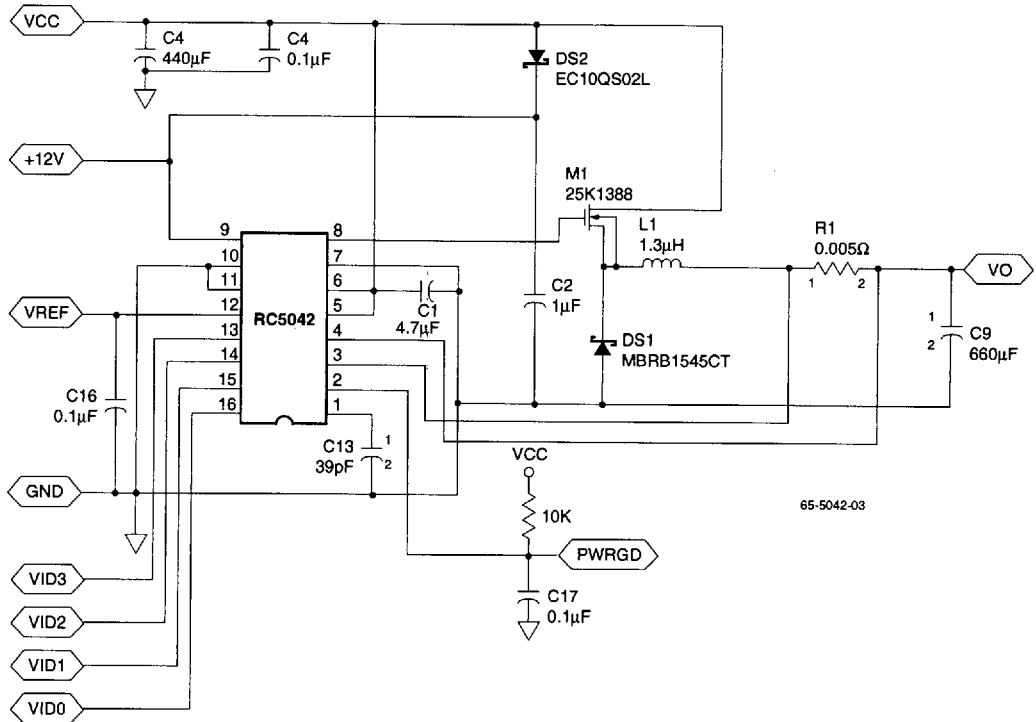 VCC
C4
440µF
C4
0.1µF
DS2
EC10QS02L
+12V
M1
25K1388
L1
1.3µH
R1
0.005Ω
1 2
VO
9 8
10 7
11 6
12 5
13 4
14 3
15 2
16 1
RC5042
VREF
C1
4.7µF
C2
1µF
DS1
MBRB1545CT
1
2
C9
660µF
C16
0.1µF
C13
39pF
1
2
VCC
10K
65-5042-03
GND
PWRGD
C17
0.1µF
VID3
VID2
VID1
VID0